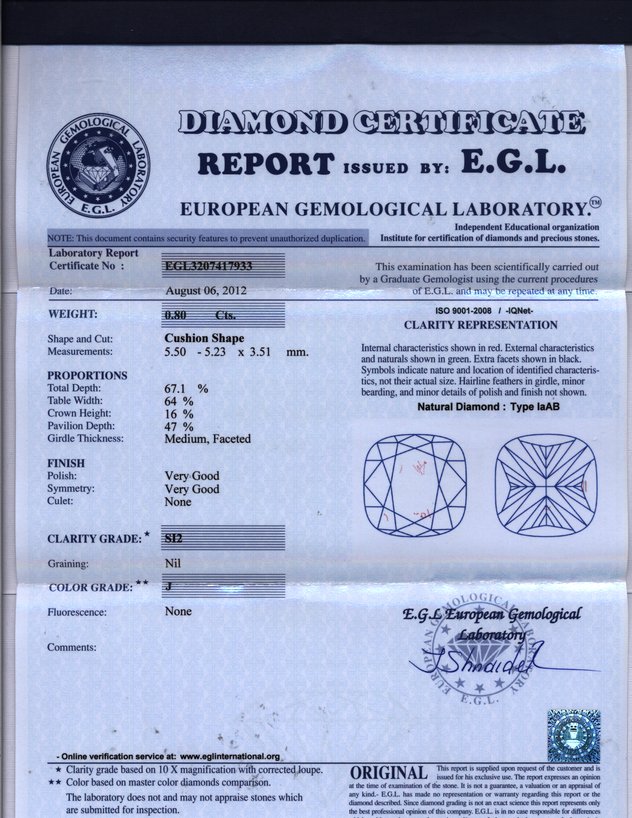 DIAMOND CERTIFICATE
REPORT ISSUED BY: E.G.L.
EUROPEAN GEMOLOGICAL LABORATORY.™
EUROPEAN GEMOLOGICAL LABORATORY
E.G.L.
Independent Educational organization
Institute for certification of diamonds and precious stones.
NOTE: This document contains security features to prevent unauthorized duplication.
Laboratory Report
Certificate No : EGL3207417933
Date: August 06, 2012
WEIGHT: 0.80 Cts.
Shape and Cut: Cushion Shape
Measurements: 5.50 - 5.23 x 3.51 mm.
PROPORTIONS
Total Depth: 67.1 %
Table Width: 64 %
Crown Height: 16 %
Pavilion Depth: 47 %
Girdle Thickness: Medium, Faceted
FINISH
Polish: Very Good
Symmetry: Very Good
Culet: None
CLARITY GRADE:* SI2
Graining: Nil
COLOR GRADE:** J
Fluorescence: None
Comments:
This examination has been scientifically carried out
by a Graduate Gemologist using the current procedures
of E.G.L. and may be repeated at any time.
ISO 9001-2008 / -IQNet-
CLARITY REPRESENTATION
Internal characteristics shown in red. External characteristics
and naturals shown in green. Extra facets shown in black.
Symbols indicate nature and location of identified characteris-
tics, not their actual size. Hairline feathers in girdle, minor
bearding, and minor details of polish and finish not shown.
Natural Diamond : Type IaAB
E.G.L European Gemological
Laboratory
EUROPEAN GEMOLOGICAL LABORATORY
E.G.L.
- Online verification service at: www.eglinternational.org
★ Clarity grade based on 10 X magnification with corrected loupe.
★★ Color based on master color diamonds comparison.
The laboratory does not and may not appraise stones which
are submitted for inspection.
ORIGINAL This report is supplied upon request of the customer and is
issued for his exclusive use. The report expresses an opinion
at the time of examination of the stone. It is not a guarantee, a valuation or an appraisal of
any kind.- E.G.L. has make no representation or warranty regarding this report or the
diamond described. Since diamond grading is not an exact science this report represents only
the best professional opinion of this company. E.G.L. is in no case responsible for differences